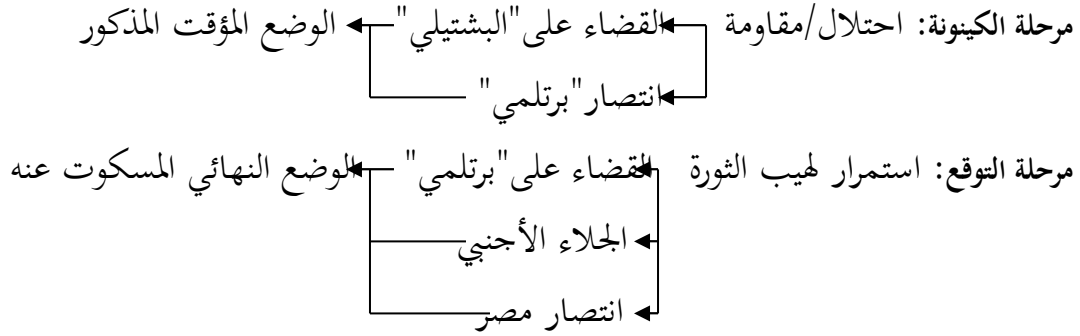 مرحلة الكينونة: احتلال/مقاومة القضاء على"البشتيلي" الوضع المؤقت المذكور
انتصار"برتلمي"
مرحلة التوقع: استمرار لهيب الثورة القضاء على"برتلمي" الوضع النهائي المسكوت عنه
الجلاء الأجنبي
انتصار مصر